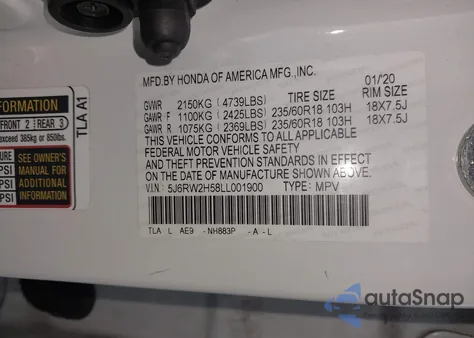 MFD.BY HONDA OF AMERICA MFG.,INC.
01/20
GVWR 2150KG (4739LBS) TIRE SIZE RIM SIZE
GAWR F 1100KG (2425LBS) 235/60R18 103H 18X7.5J
GAWR R 1075KG (2369LBS) 235/60R18 103H 18X7.5J
THIS VEHICLE CONFORMS TO ALL APPLICABLE
FEDERAL MOTOR VEHICLE SAFETY
AND THEFT PREVENTION STANDARDS IN EFFECT
ON THE DATE OF MANUFACTURE SHOWN ABOVE.
V.I.N: 5J6RW2H58LL001900 TYPE: MPV
TLA L AE9 -NH883P -A-L
FORMATION
FRONT 2 REAR 3
exceed 385kg or 850lbs.
TLA A1
SEE OWNER'S
MANUAL FOR
ADDITIONAL
INFORMATION
PSI
PSI
autoSnap